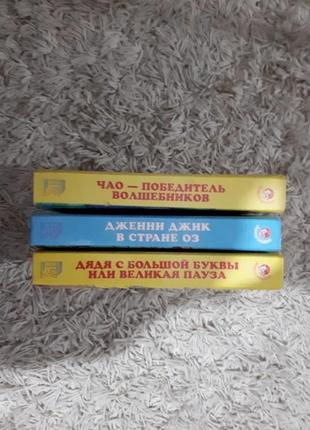 ЧАО — ПОБЕДИТЕЛЬ
ВОЛШЕБНИКОВ
ДЖЕННИ ДЖИК
В СТРАНЕ ОЗ
ДЯДЯ С БОЛЬШОЙ БУКВЫ
ИЛИ ВЕЛИКАЯ ПАУЗА